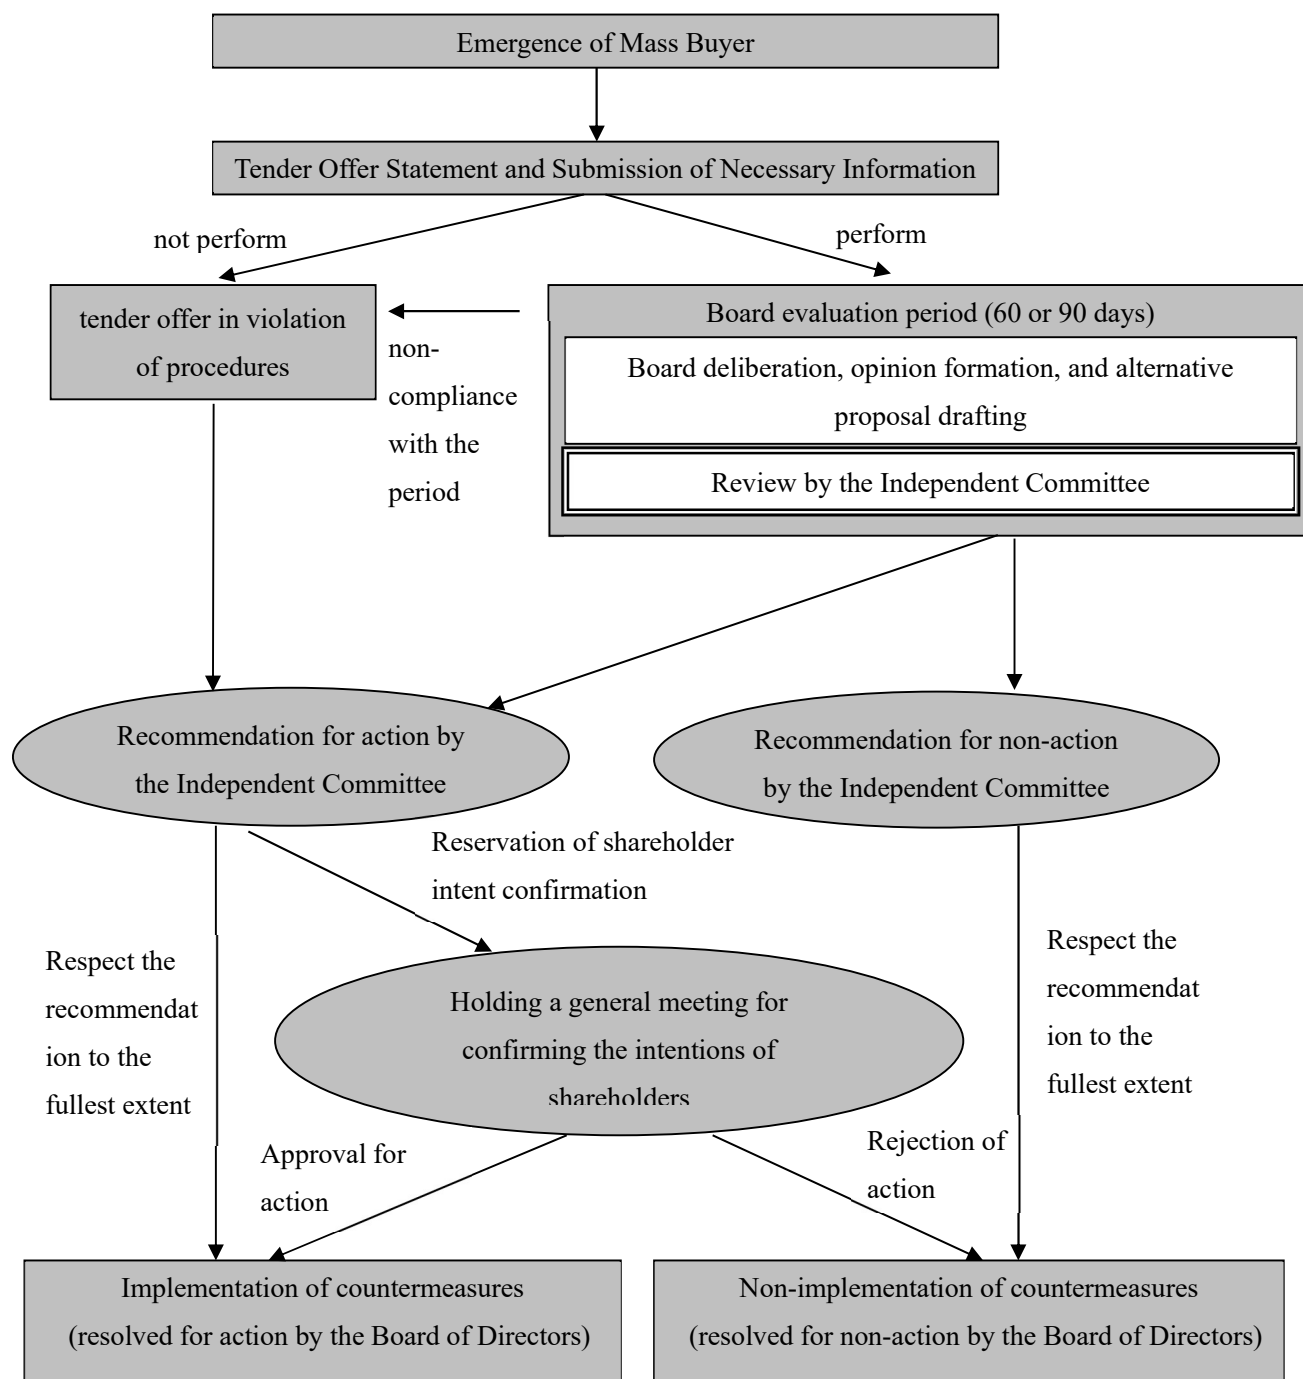 Emergence of Mass Buyer
Tender Offer Statement and Submission of Necessary Information
not perform
perform
tender offer in violation
of procedures
non-
compliance
with the
period
Board evaluation period (60 or 90 days)
Board deliberation, opinion formation, and alternative
proposal drafting
Review by the Independent Committee
Recommendation for action by
the Independent Committee
Recommendation for non-action
by the Independent Committee
Reservation of shareholder
intent confirmation
Respect the
recommendat
ion to the
fullest extent
Holding a general meeting for
confirming the intentions of
shareholders
Respect the
recommendat
ion to the
fullest extent
Approval for
action
Rejection of
action
Implementation of countermeasures
(resolved for action by the Board of Directors)
Non-implementation of countermeasures
(resolved for non-action by the Board of Directors)